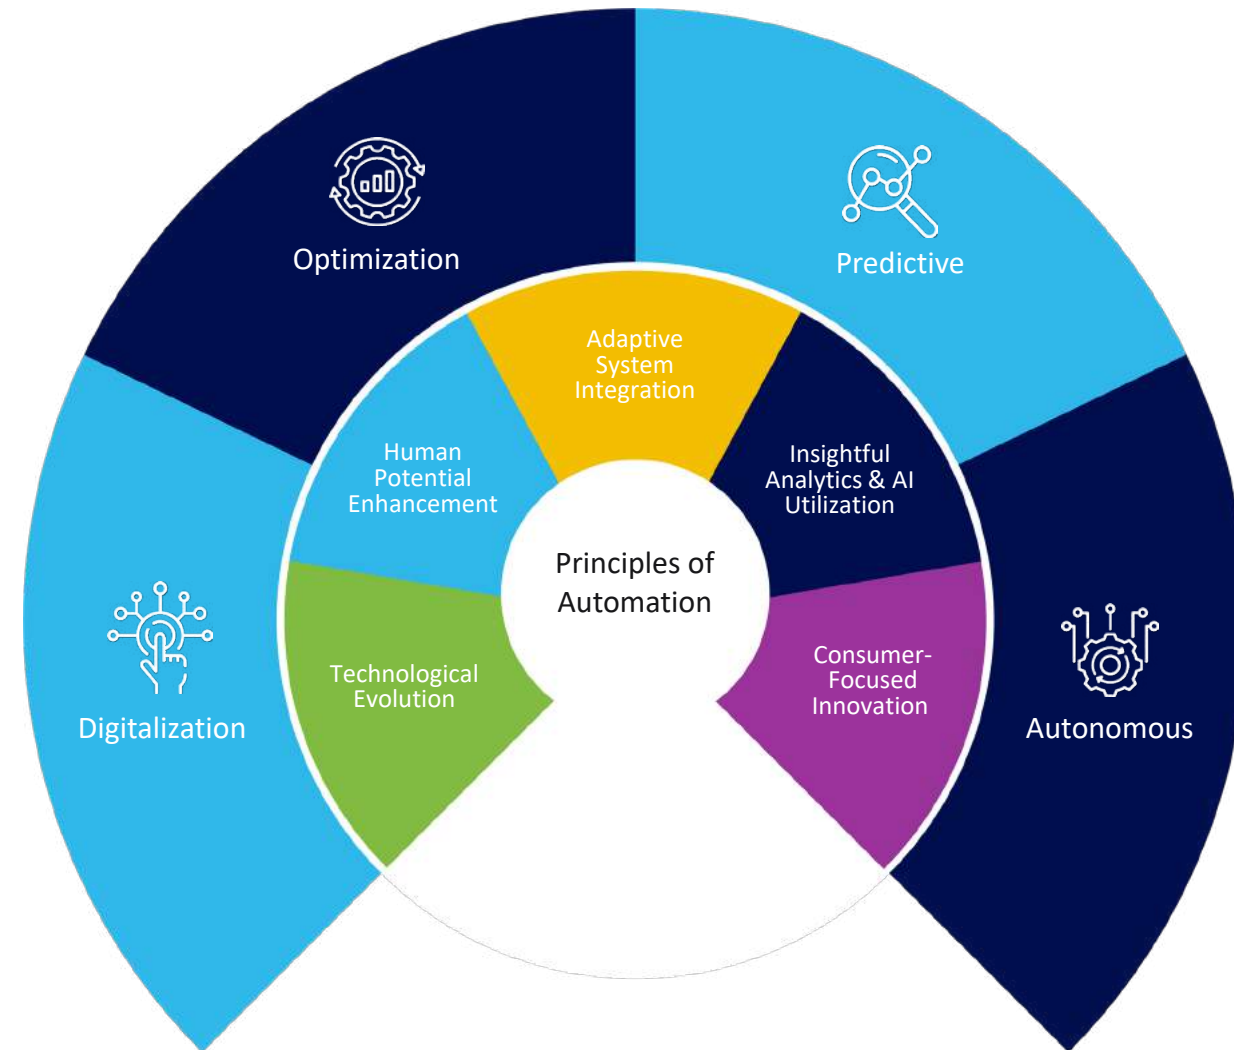 Optimization
Predictive
Adaptive
System
Integration
Human
Potential
Enhancement
Insightful
Analytics & AI
Utilization
Principles of
Automation
Technological
Evolution
Consumer-
Focused
Innovation
Digitalization
Autonomous